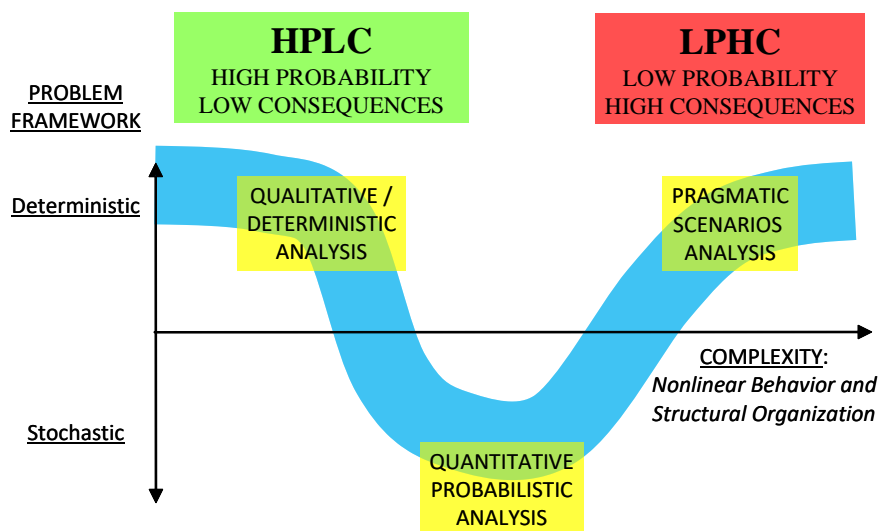 HPLC
HIGH PROBABILITY
LOW CONSEQUENCES
LPHC
LOW PROBABILITY
HIGH CONSEQUENCES
PROBLEM
FRAMEWORK
Deterministic
QUALITATIVE /
DETERMINISTIC
ANALYSIS
PRAGMATIC
SCENARIOS
ANALYSIS
COMPLEXITY:
Nonlinear Behavior and
Structural Organization
Stochastic
QUANTITATIVE
PROBABILISTIC
ANALYSIS